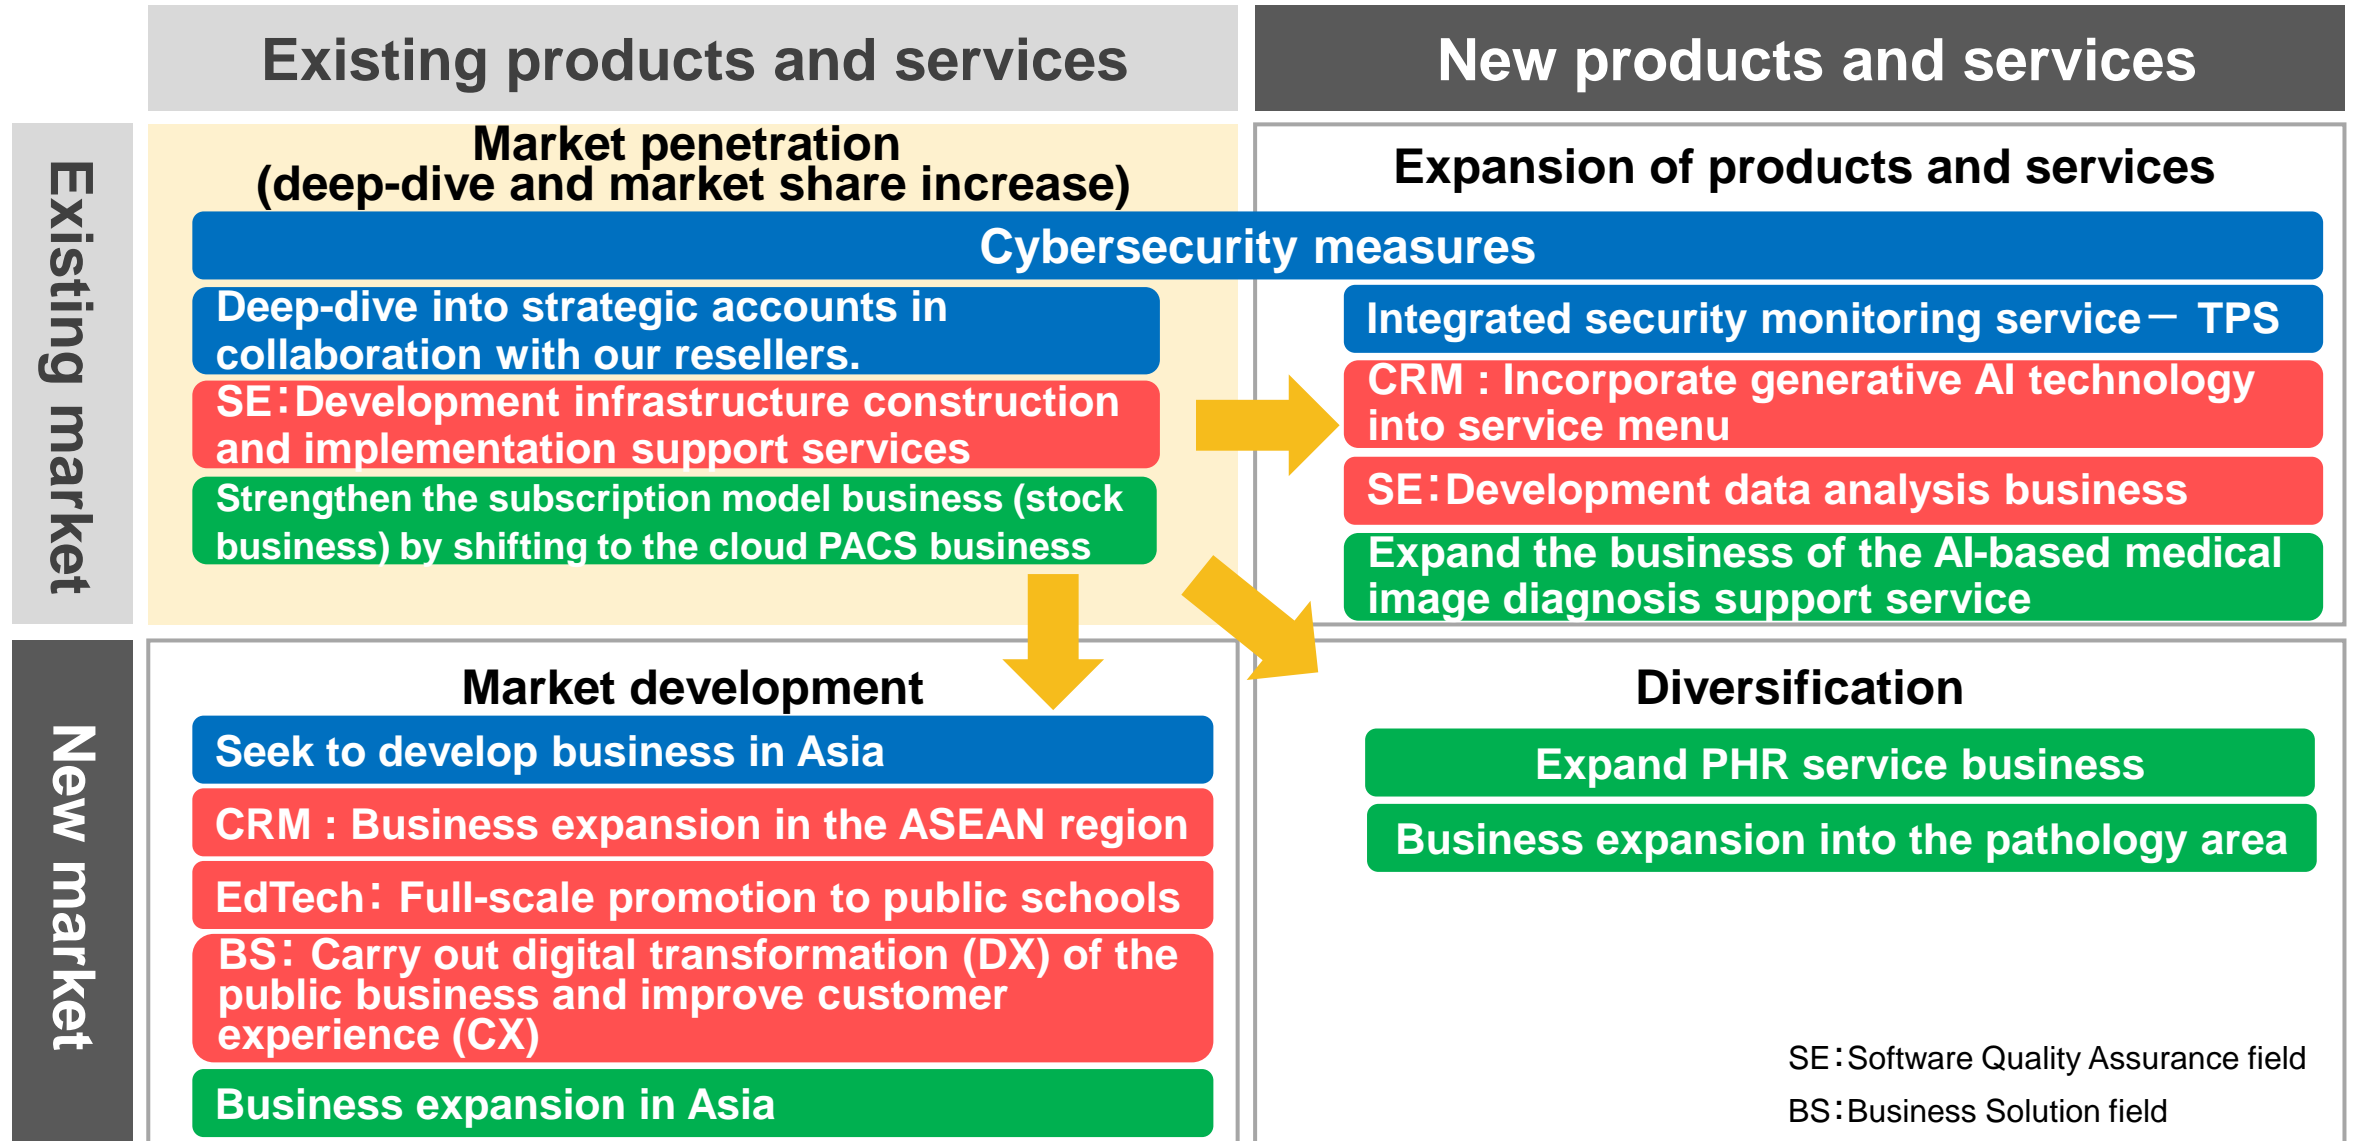 Existing products and services
New products and services
Existing market
Market penetration
(deep-dive and market share increase)
Expansion of products and services
Cybersecurity measures
Deep-dive into strategic accounts in
collaboration with our resellers.
SE：Development infrastructure construction
and implementation support services
Strengthen the subscription model business (stock
business) by shifting to the cloud PACS business
Integrated security monitoring service－ TPS
CRM : Incorporate generative AI technology
into service menu
SE：Development data analysis business
Expand the business of the AI-based medical
image diagnosis support service
New market
Market development
Seek to develop business in Asia
CRM : Business expansion in the ASEAN region
EdTech： Full-scale promotion to public schools
BS： Carry out digital transformation (DX) of the
public business and improve customer
experience (CX)
Business expansion in Asia
Diversification
Expand PHR service business
Business expansion into the pathology area
SE：Software Quality Assurance field
BS：Business Solution field